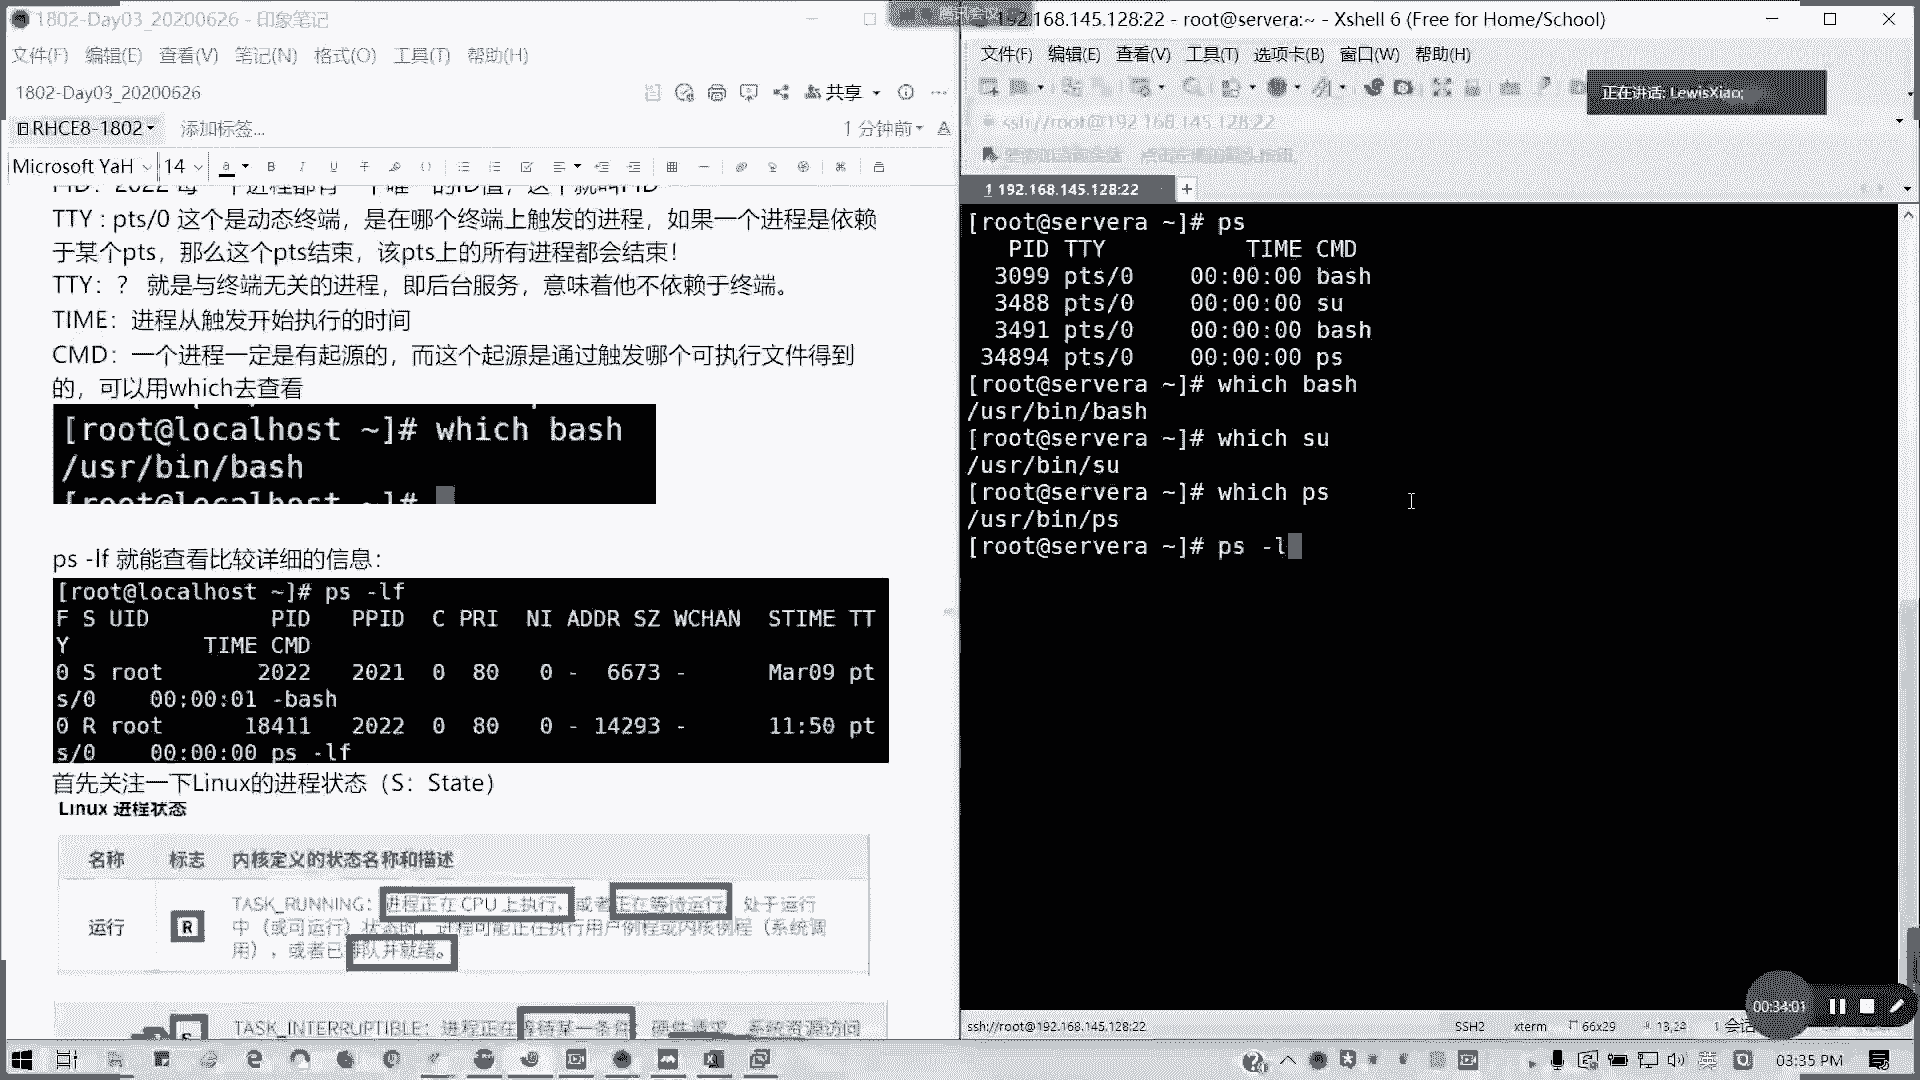 1802-Day03_20200626 - 印象笔记
文件(F) 编辑(E) 查看(V) 笔记(N) 格式(O) 工具(T) 帮助(H)
1802-Day03_20200626
共享
RHCE8-1802
添加标签...
1 分钟前
Microsoft YaH 14
TTY : pts/0 这个是动态终端，是在哪个终端上触发的进程，如果一个进程是依赖
于某个pts，那么这个pts结束，该pts上的所有进程都会结束！
TTY：？ 就是与终端无关的进程，即后台服务，意味着他不依赖于终端。
TIME：进程从触发开始执行的时间
CMD：一个进程一定是有起源的，而这个起源是通过触发哪个可执行文件得到
的，可以用which去查看
[root@localhost ~]# which bash
/usr/bin/bash
[root@localhost ~]#
ps -lf 就能查看比较详细的信息：
[root@localhost ~]# ps -lf
F S UID PID PPID C PRI NI ADDR SZ WCHAN STIME TT
Y TIME CMD
0 S root 2022 2021 0 80 0 - 6673 - Mar09 pt
s/0 00:00:01 -bash
0 R root 18411 2022 0 80 0 - 14293 - 11:50 pt
s/0 00:00:00 ps -lf
首先关注一下Linux的进程状态（S：State）
Linux 进程状态
名称 标志 内核定义的状态名称和描述
运行 R
TASK_RUNNING：进程正在 CPU 上执行，或者正在等待运行。处于运行
中（或可运行）状态时，进程可能正在执行用户例程或内核例程（系统调
用），或者已排队并就绪。
TASK_INTERRUPTIBLE：进程正在等待某一条件：硬件请求、系统资源访问
192.168.145.128:22 - root@servera:~ - Xshell 6 (Free for Home/School)
文件(F) 编辑(E) 查看(V) 工具(T) 选项卡(B) 窗口(W) 帮助(H)
正在讲话: LewisXiao;
ssh://root@192.168.145.128:22
1 192.168.145.128:22
[root@servera ~]# ps
PID TTY TIME CMD
3099 pts/0 00:00:00 bash
3488 pts/0 00:00:00 su
3491 pts/0 00:00:00 bash
34894 pts/0 00:00:00 ps
[root@servera ~]# which bash
/usr/bin/bash
[root@servera ~]# which su
/usr/bin/su
[root@servera ~]# which ps
/usr/bin/ps
[root@servera ~]# ps -l
00:34:01
ssh://root@192.168.145.128:22 SSH2 xterm 66x29 13,23 1 会话
英
03:35 PM